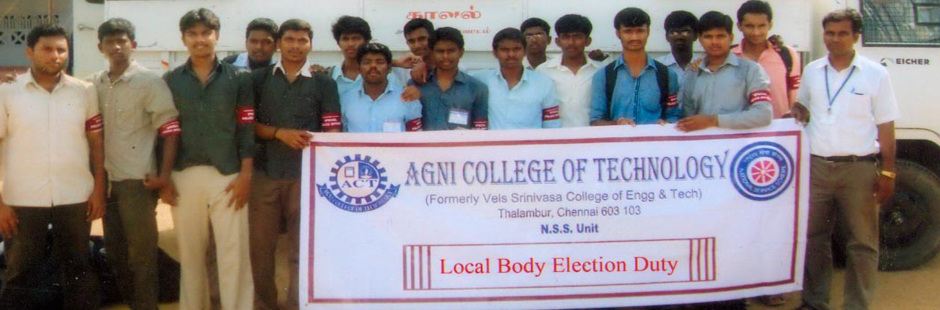 காவல்
EICHER
ACT
AGNI COLLEGE OF TECHNOLOGY
(Formerly Vels Srinivasa College of Engg & Tech)
Thalambur, Chennai 603 103
N.S.S. Unit
Local Body Election Duty